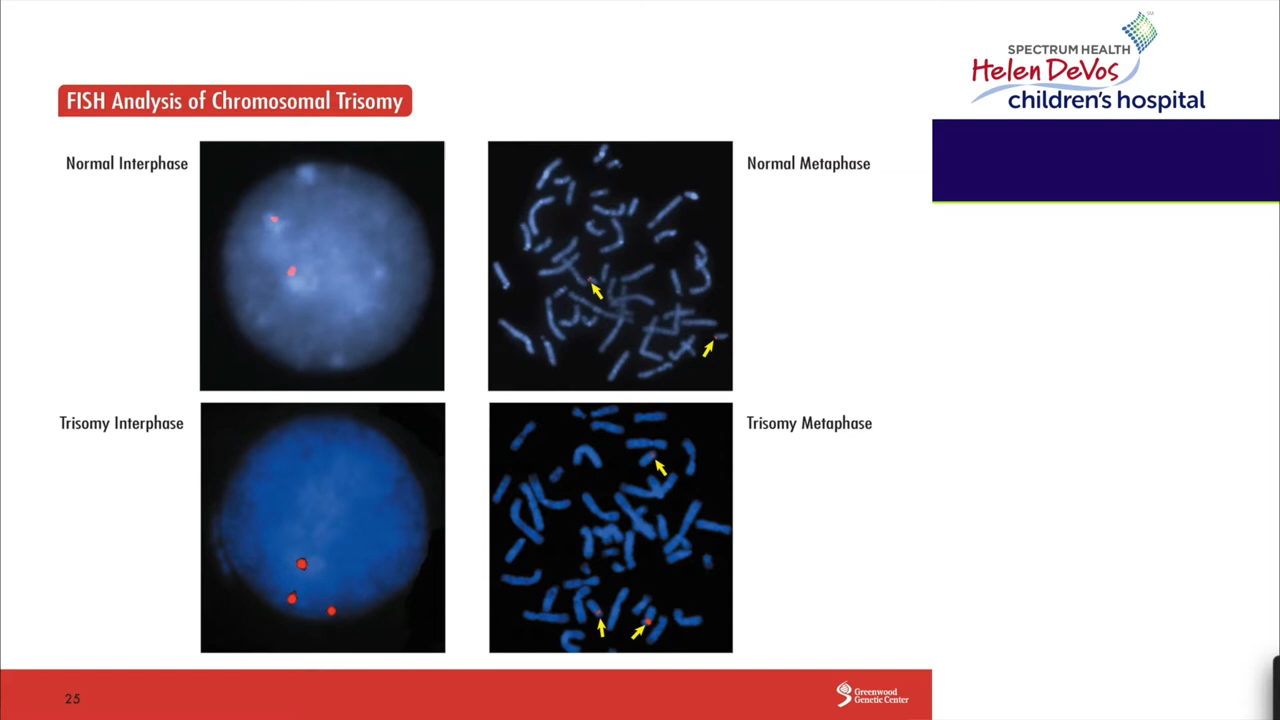 SPECTRUM HEALTH
Helen DeVos
children's hospital
FISH Analysis of Chromosomal Trisomy
Normal Interphase
Normal Metaphase
Trisomy Interphase
Trisomy Metaphase
25
Greenwood
Genetic Center